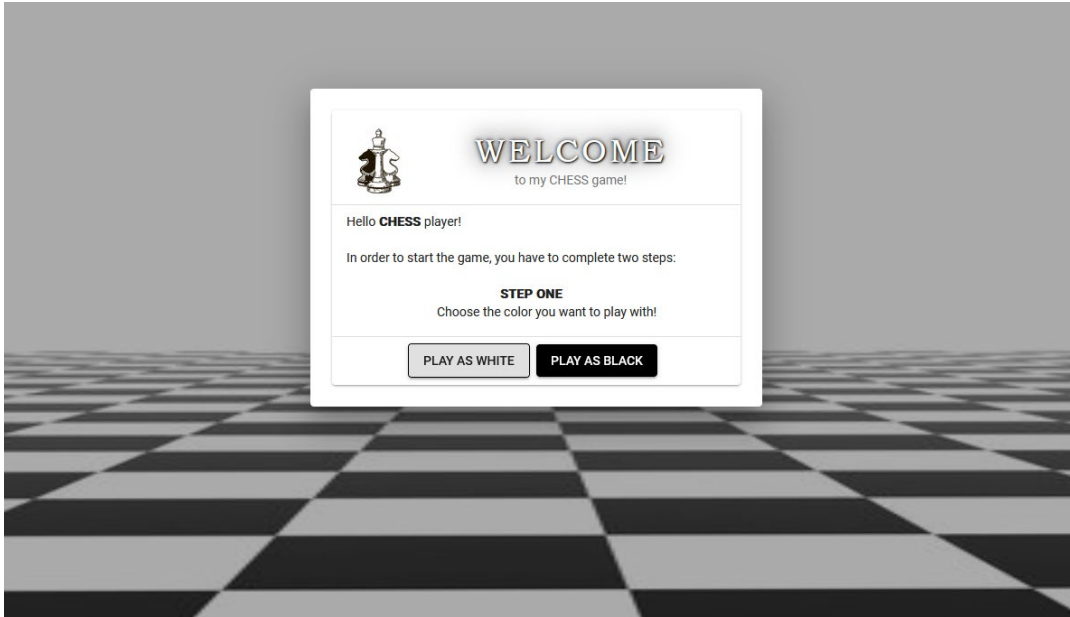 WELCOME
to my CHESS game!
Hello CHESS player!
In order to start the game, you have to complete two steps:
STEP ONE
Choose the color you want to play with!
PLAY AS WHITE PLAY AS BLACK